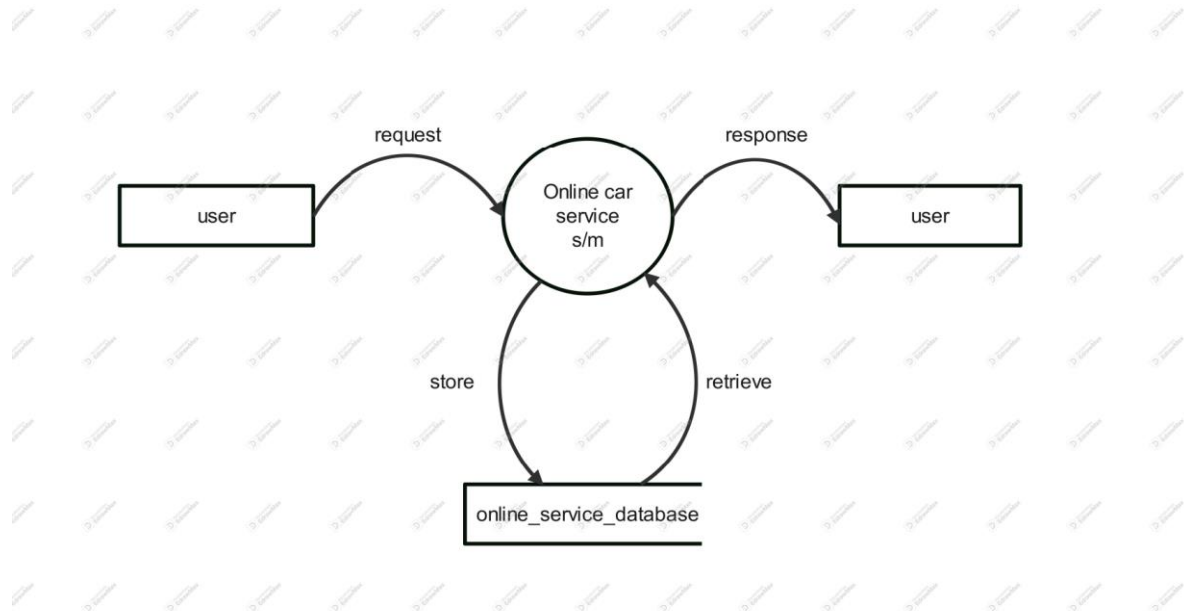 request
response
user
Online car
service
s/m
user
store
retrieve
online_service_database